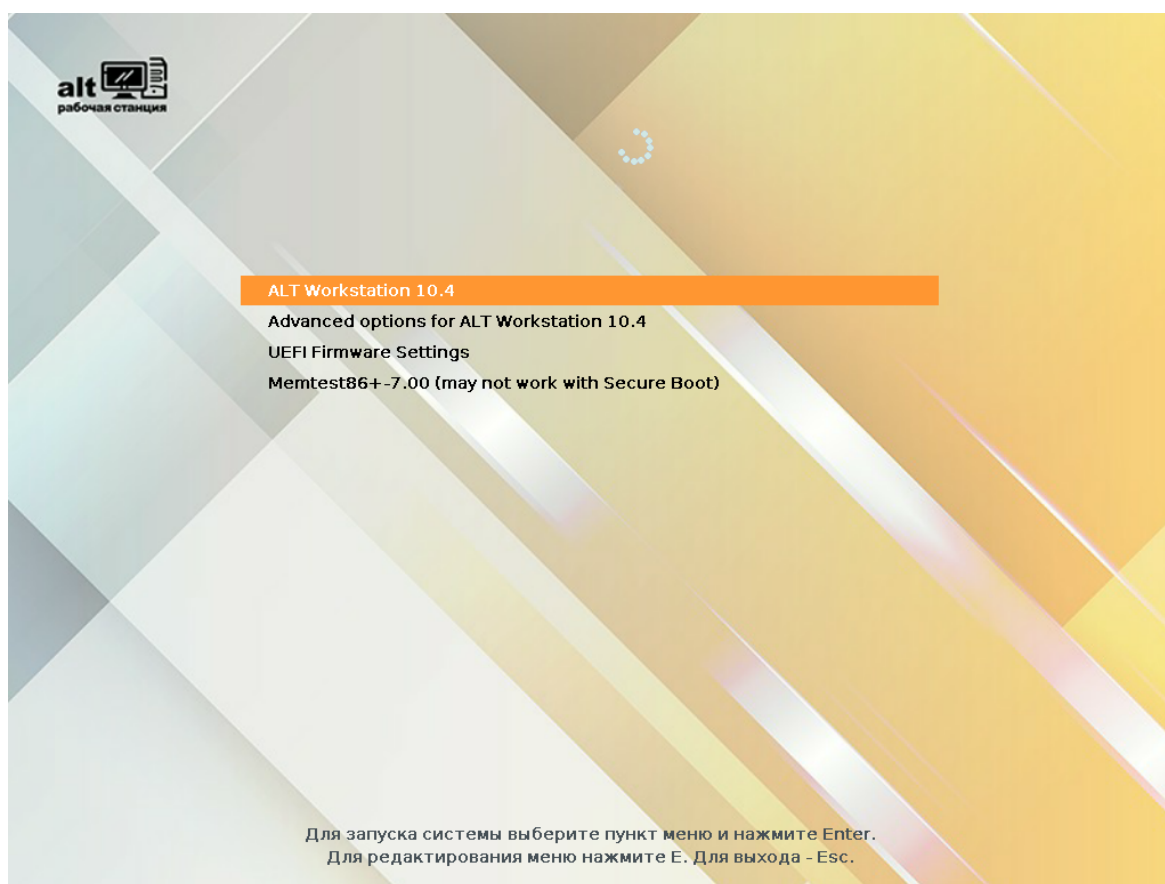 alt
рабочая станция
ALT Workstation 10.4
Advanced options for ALT Workstation 10.4
UEFI Firmware Settings
Memtest86+-7.00 (may not work with Secure Boot)
Для запуска системы выберите пункт меню и нажмите Enter.
Для редактирования меню нажмите E. Для выхода - Esc.